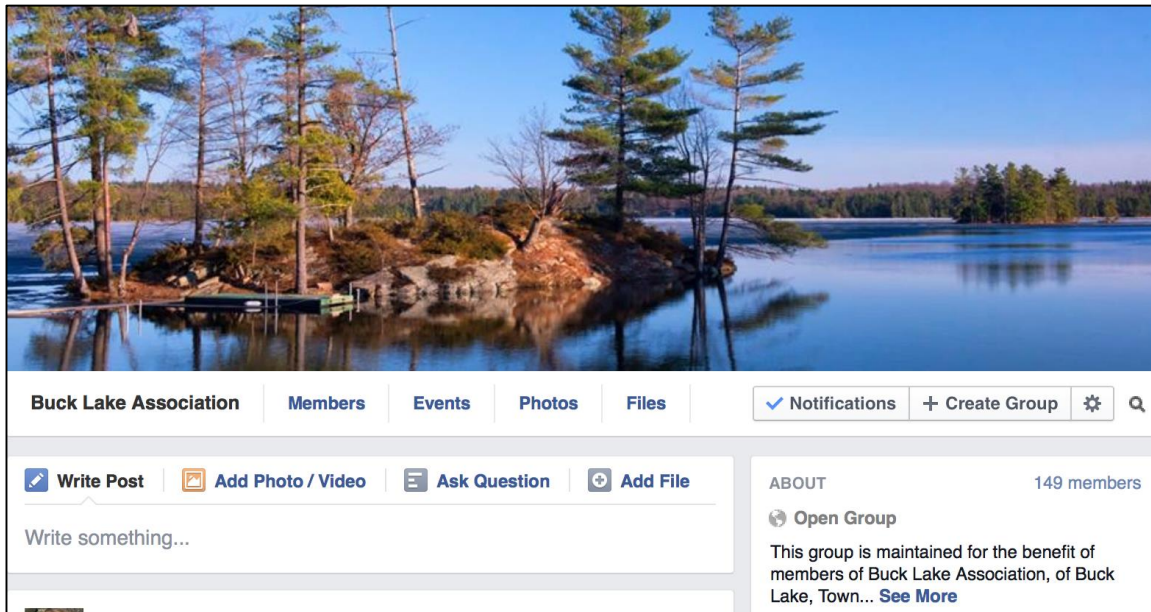 Buck Lake Association Members Events Photos Files Notifications + Create Group
Write Post Add Photo / Video Ask Question Add File
Write something...
ABOUT 149 members
Open Group
This group is maintained for the benefit of
members of Buck Lake Association, of Buck
Lake, Town... See More